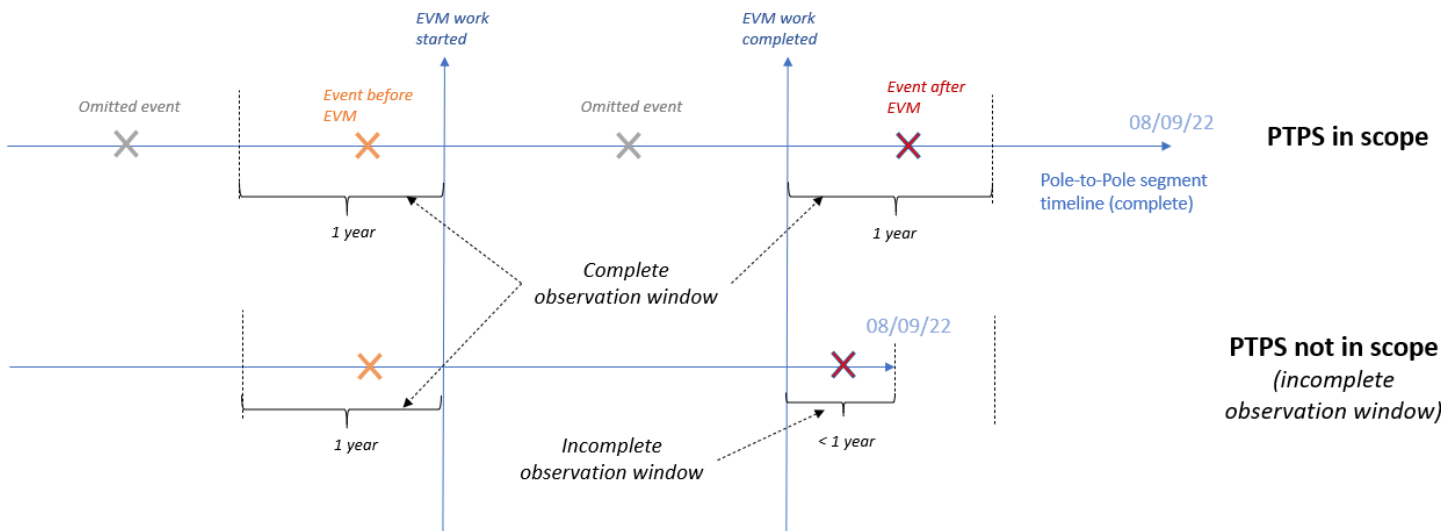 EVM work
started
EVM work
completed
Omitted event
Event before
EVM
Omitted event
Event after
EVM
08/09/22
PTPS in scope
Pole-to-Pole segment
timeline (complete)
1 year
1 year
Complete
observation window
08/09/22
PTPS not in scope
(incomplete
observation window)
1 year
< 1 year
Incomplete
observation window